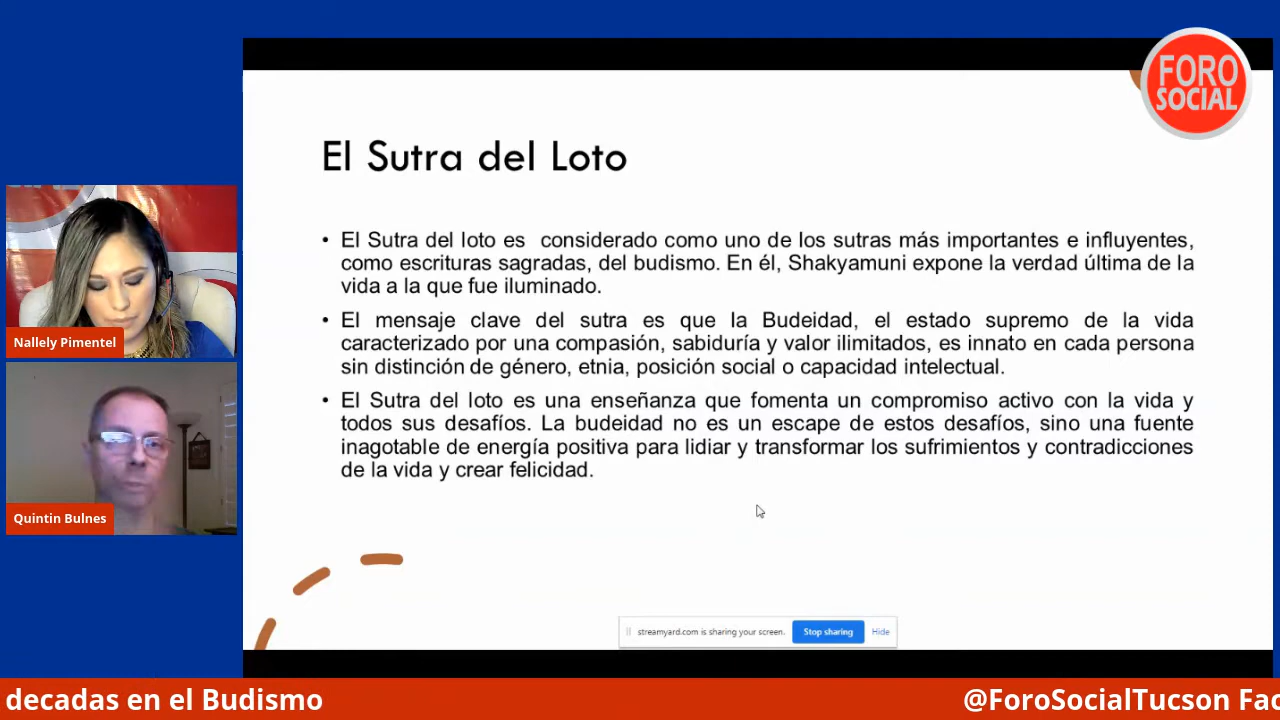 FORO
SOCIAL
El Sutra del Loto
• El Sutra del loto es considerado como uno de los sutras más importantes e influyentes,
como escrituras sagradas, del budismo. En él, Shakyamuni expone la verdad última de la
vida a la que fue iluminado.
• El mensaje clave del sutra es que la Budeidad, el estado supremo de la vida
caracterizado por una compasión, sabiduría y valor ilimitados, es innato en cada persona
sin distinción de género, etnia, posición social o capacidad intelectual.
• El Sutra del loto es una enseñanza que fomenta un compromiso activo con la vida y
todos sus desafíos. La budeidad no es un escape de estos desafíos, sino una fuente
inagotable de energía positiva para lidiar y transformar los sufrimientos y contradicciones
de la vida y crear felicidad.
Nallely Pimentel
Quintin Bulnes
streamyard.com is sharing your screen. Stop sharing Hide
decadas en el Budismo
@ForoSocialTucson Fac